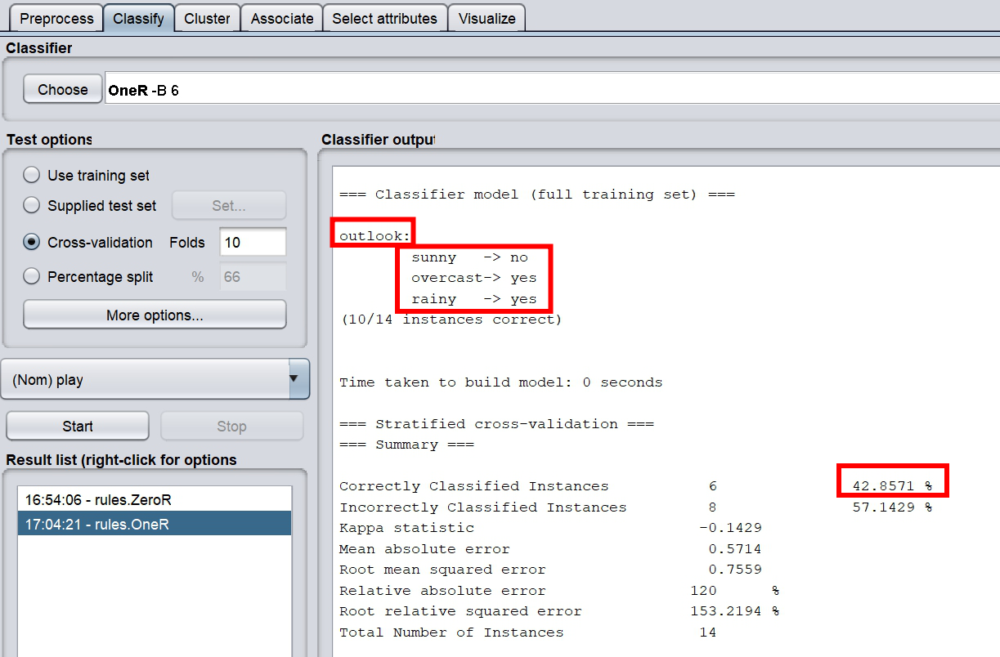 Preprocess Classify Cluster Associate Select attributes Visualize
Classifier
Choose OneR -B 6
Test options
Use training set
Supplied test set Set...
Cross-validation Folds 10
Percentage split % 66
More options...
(Nom) play
Start Stop
Result list (right-click for options
16:54:06 - rules.ZeroR
17:04:21 - rules.OneR
Classifier output
=== Classifier model (full training set) ===
outlook:
sunny -> no
overcast-> yes
rainy -> yes
(10/14 instances correct)
Time taken to build model: 0 seconds
=== Stratified cross-validation ===
=== Summary ===
Correctly Classified Instances 6 42.8571 %
Incorrectly Classified Instances 8 57.1429 %
Kappa statistic -0.1429
Mean absolute error 0.5714
Root mean squared error 0.7559
Relative absolute error 120 %
Root relative squared error 153.2194 %
Total Number of Instances 14